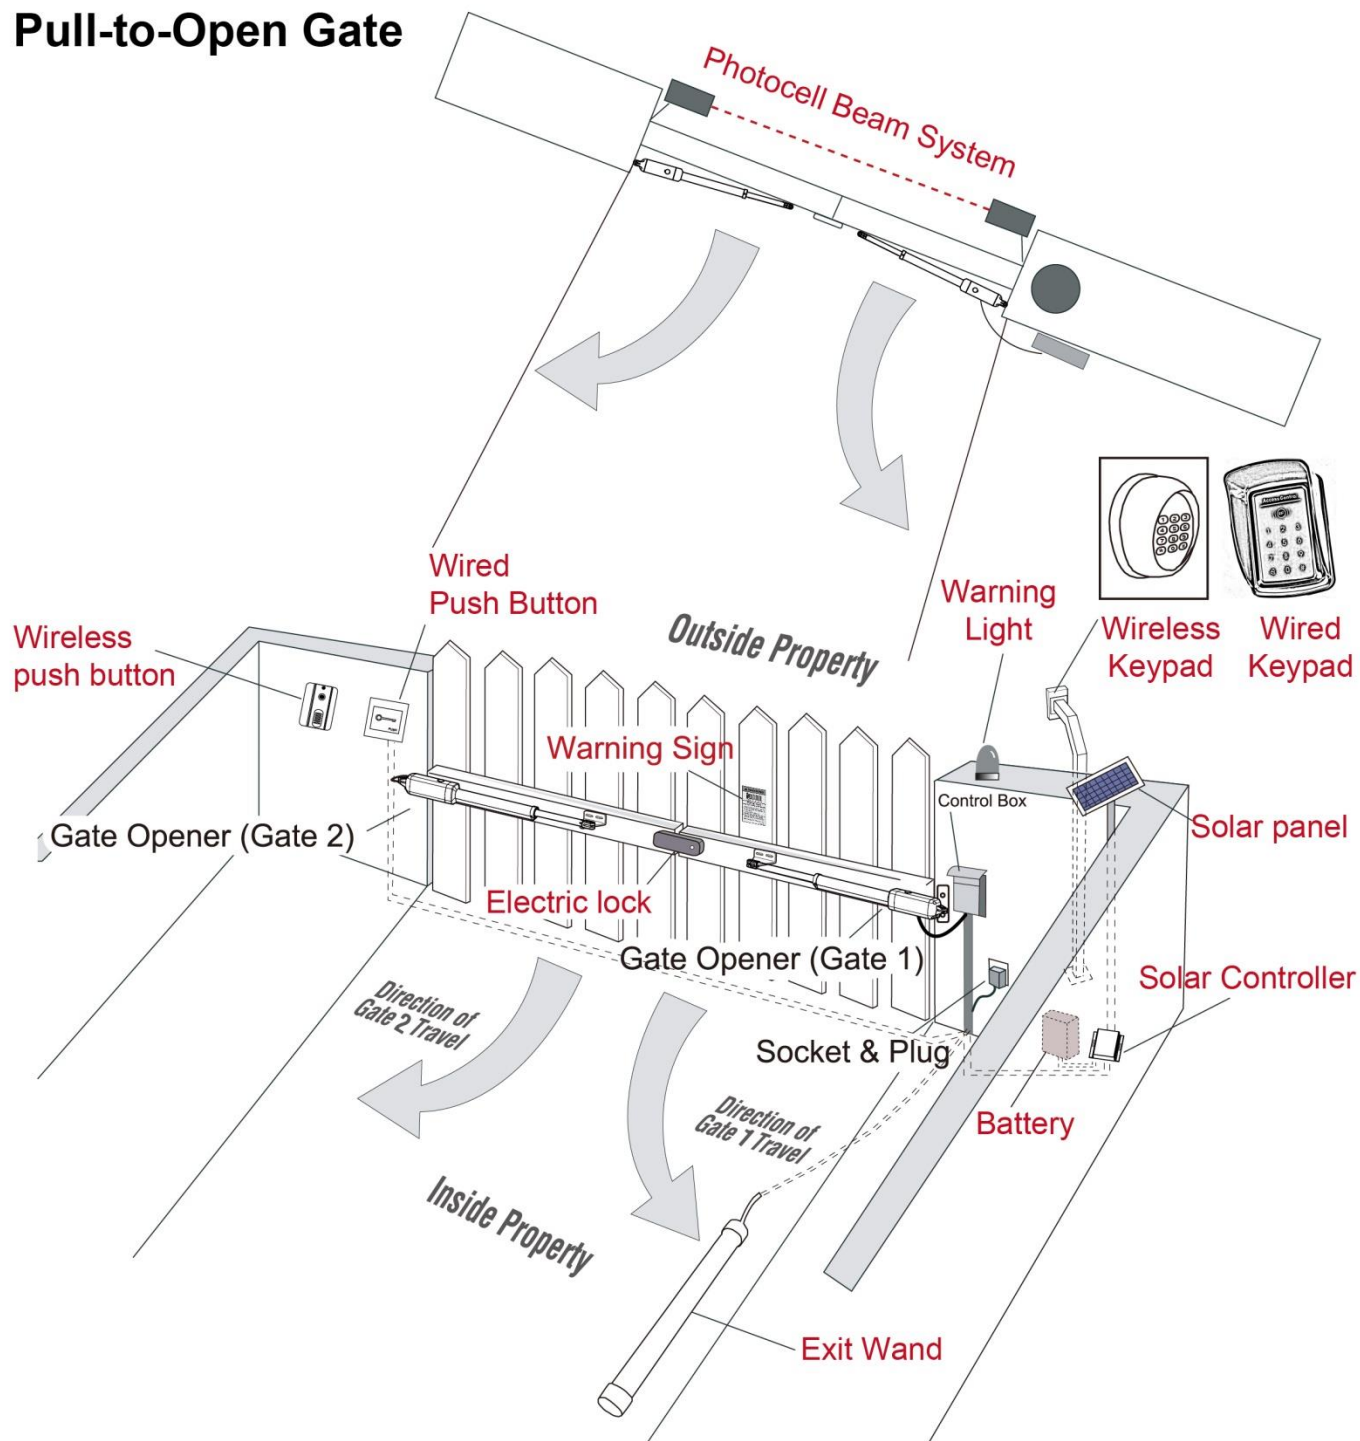 Pull-to-Open Gate
Photocell Beam System
Wired
Push Button
Wireless
push button
Outside Property
Warning
Light
Wireless
Keypad
Wired
Keypad
Warning Sign
Control Box
Solar panel
Gate Opener (Gate 2)
Electric lock
Gate Opener (Gate 1)
Solar Controller
Direction of
Gate 2 Travel
Socket & Plug
Battery
Direction of
Gate 1 Travel
Inside Property
Exit Wand